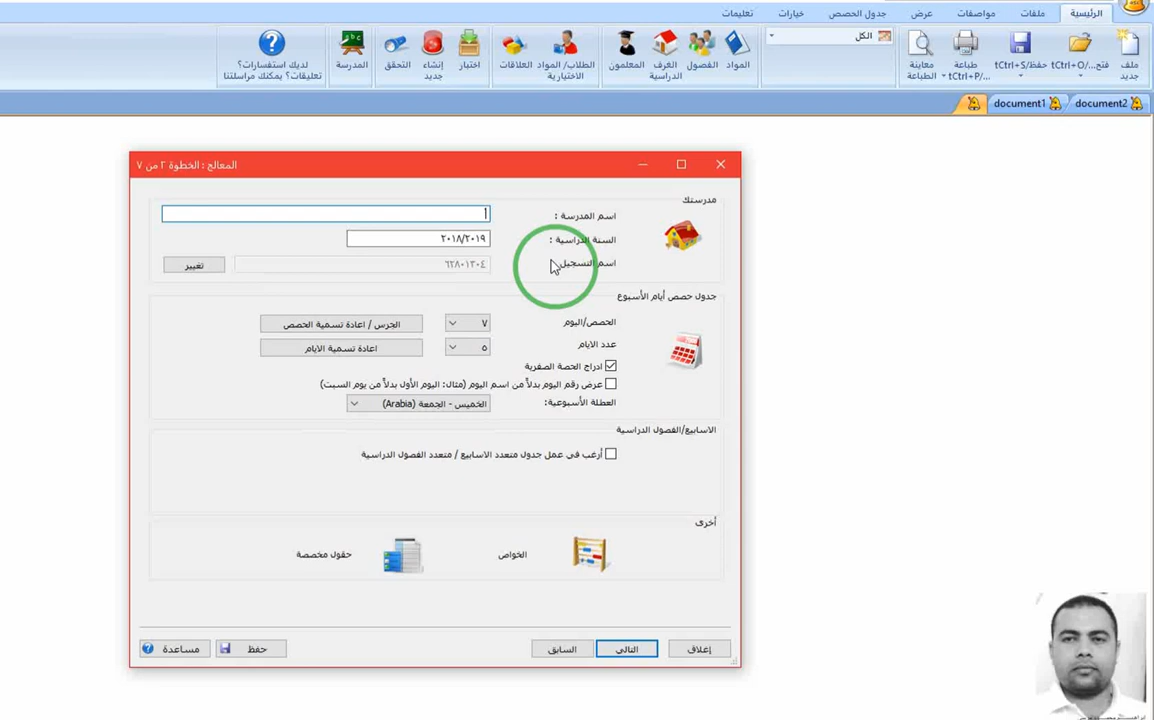 الرئيسية ملفات مواصفات عرض جدول الحصص خيارات تعليمات
ملف جديد
فتح.../tCtrl+O
حفظ/tCtrl+S
طباعة
.../tCtrl+P
معاينة الطباعة
الكل
المواد
الفصول
الغرف الدراسية
المعلمون
الطلاب/ المواد الاختيارية
العلاقات
اختبار
إنشاء جديد
التحقق
المدرسة
لديك استفسارات؟
تعليقات؟ يمكنك مراسلتنا
document2
document1
المعالج : الخطوة ٢ من ٧
مدرستك
اسم المدرسة : أ
السنة الدراسية : ٢٠١٨/٢٠١٩
اسم التسجيل ٦٢٨٠١٣٠٤ تغيير
جدول حصص أيام الأسبوع
الحصص/اليوم ٧ الجرس / اعادة تسمية الحصص
عدد الايام ٥ اعادة تسمية الايام
ادراج الحصة الصفرية
عرض رقم اليوم بدلاً من اسم اليوم (مثال: اليوم الأول بدلاً من يوم السبت)
العطلة الأسبوعية: الخميس - الجمعة (Arabia)
الاسابيع/الفصول الدراسية
أرغب في عمل جدول متعدد الاسابيع / متعدد الفصول الدراسية
أخرى
الخواص
حقول مخصصة
إغلاق التالي السابق حفظ مساعدة